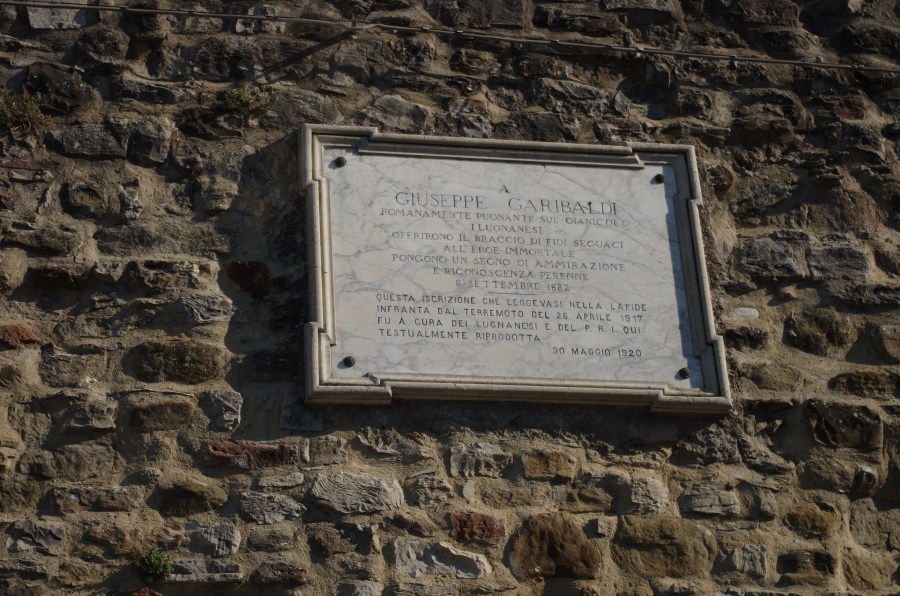 A
GIUSEPPE GARIBALDI
ROMANAMENTE PUGNANTE SUL GIANICOLO
I LUGNANESI
OFFERIRONO IL BRACCIO DI FIDI SEGUACI
ALL'EROE IMMORTALE
PONGONO UN SEGNO DI AMMIRAZIONE
E RICONOSCENZA PERENNE
8 SETTEMBRE 1882
QUESTA ISCRIZIONE CHE LEGGEVASI NELLA LAPIDE
INFRANTA DAL TERREMOTO DEL 26 APRILE 1917
FU A CURA DEI LUGNANESI E DEL P.R.I. QUI
TESTUALMENTE RIPRODOTTA
30 MAGGIO 1920